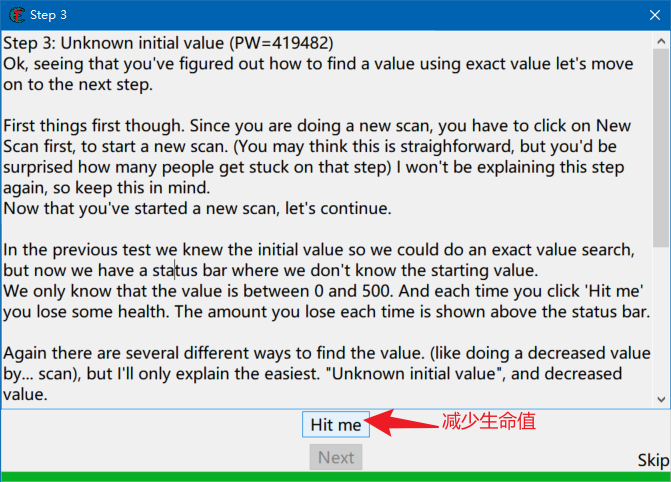 Step 3
Step 3: Unknown initial value (PW=419482)
Ok, seeing that you've figured out how to find a value using exact value let's move
on to the next step.
First things first though. Since you are doing a new scan, you have to click on New
Scan first, to start a new scan. (You may think this is straighforward, but you'd be
surprised how many people get stuck on that step) I won't be explaining this step
again, so keep this in mind.
Now that you've started a new scan, let's continue.
In the previous test we knew the initial value so we could do an exact value search,
but now we have a status bar where we don't know the starting value.
We only know that the value is between 0 and 500. And each time you click 'Hit me'
you lose some health. The amount you lose each time is shown above the status bar.
Again there are several different ways to find the value. (like doing a decreased value
by... scan), but I'll only explain the easiest. "Unknown initial value", and decreased
value.
Hit me
减少生命值
Next
Skip